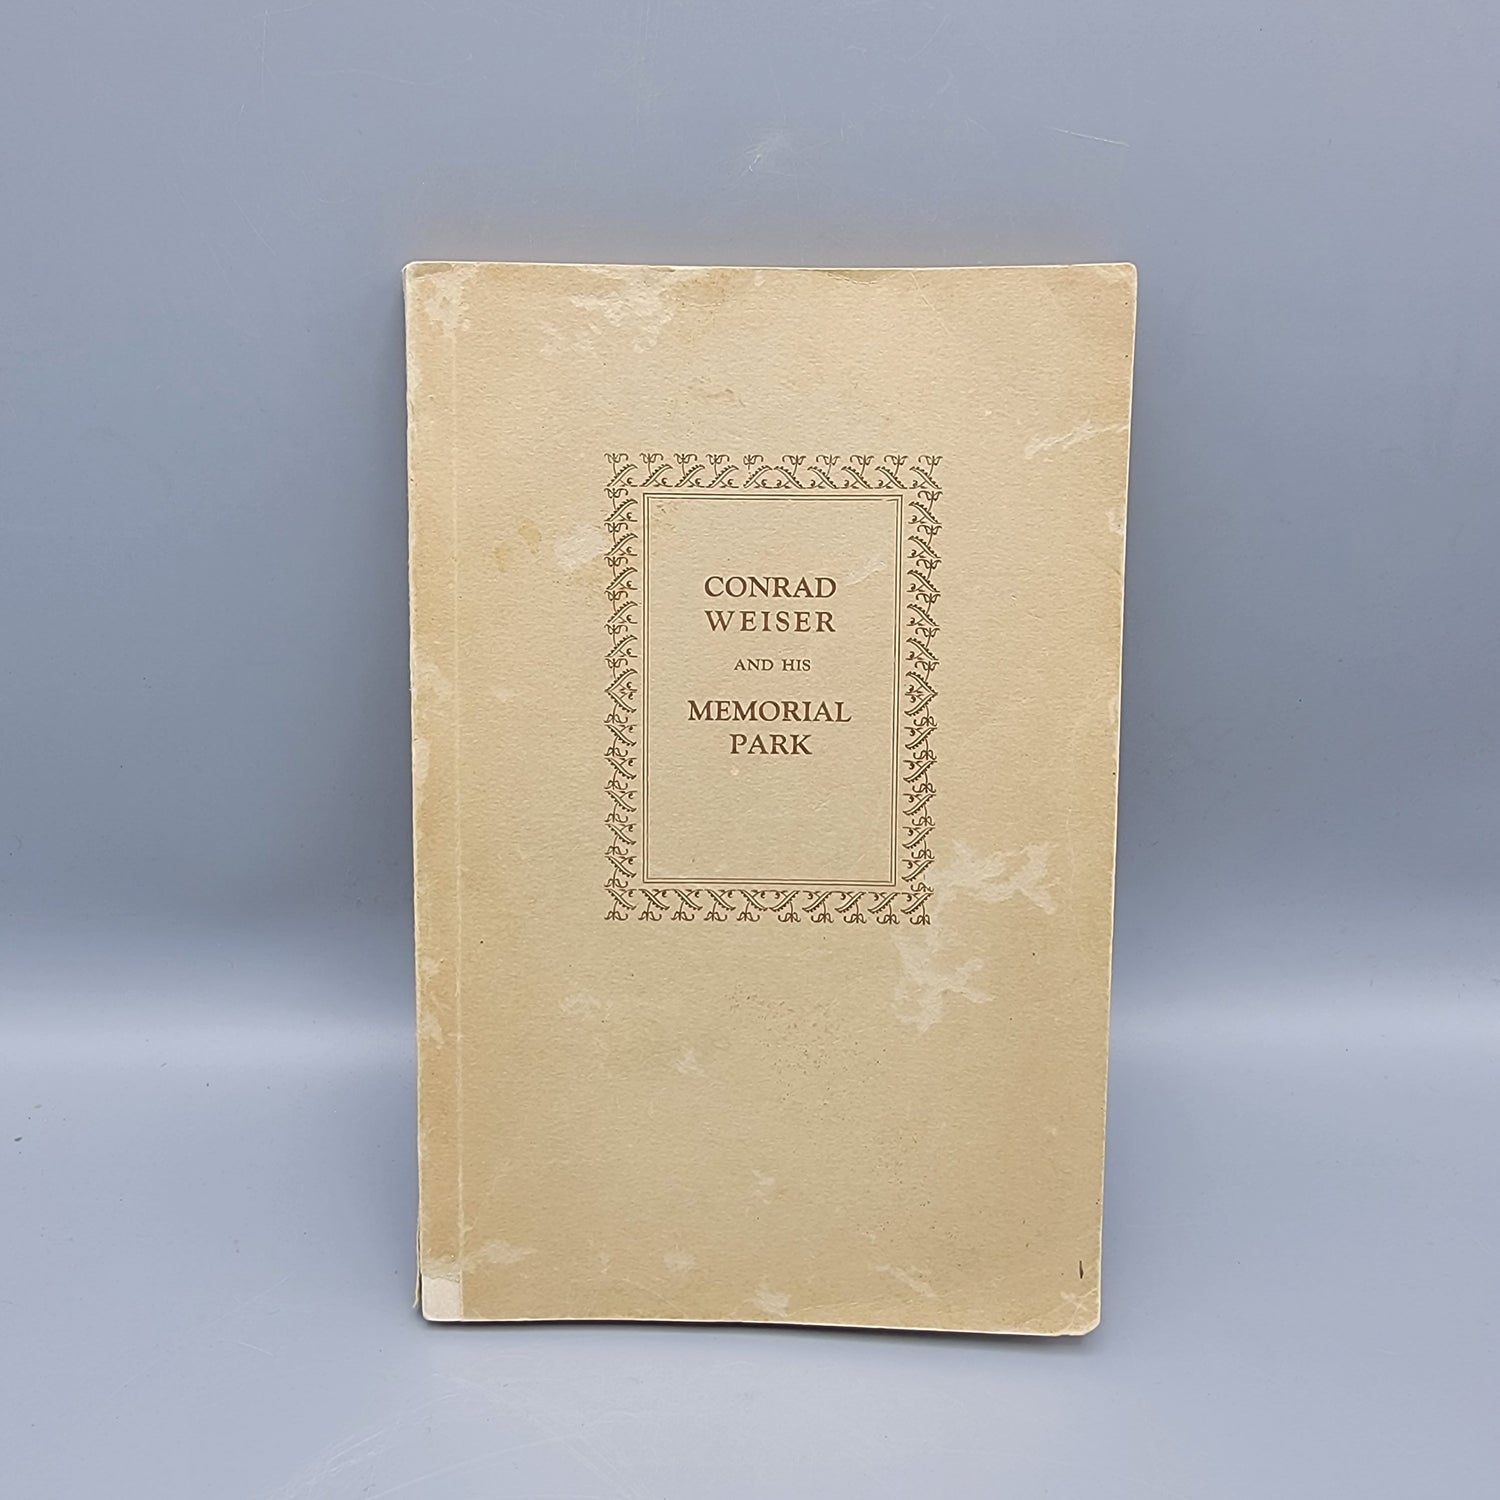 CONRAD
WEISER
AND HIS
MEMORIAL
PARK